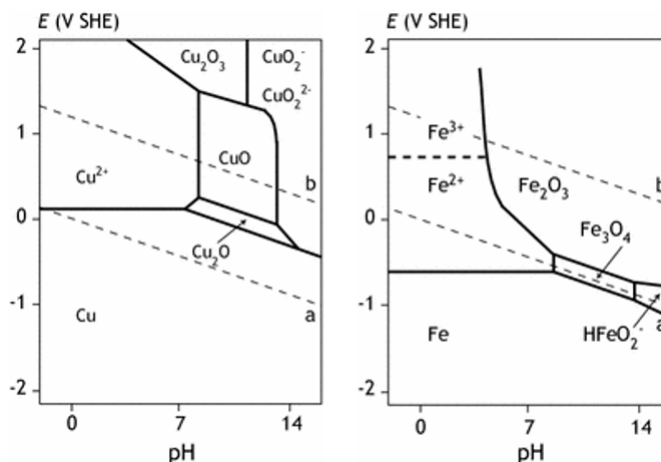 E (V SHE)
2
1
0
-1
-2
Cu₂O₃
CuO₂⁻
CuO₂²⁻
CuO
b
Cu²⁺
Cu₂O
Cu
a
0
7
14
pH
E (V SHE)
2
1
0
-1
-2
Fe³⁺
b
Fe²⁺
Fe₂O₃
Fe₃O₄
a
Fe
HFeO₂⁻
0
7
14
pH